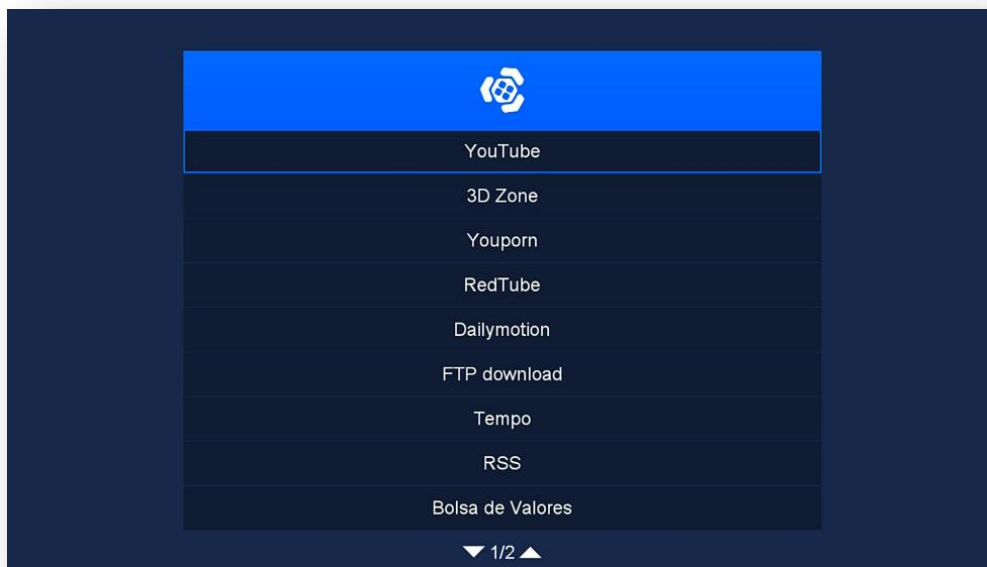 YouTube
3D Zone
Youporn
RedTube
Dailymotion
FTP download
Tempo
RSS
Bolsa de Valores
1/2